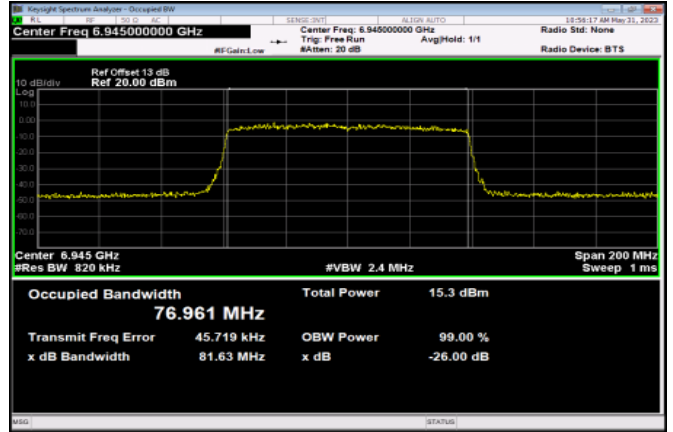 Keysight Spectrum Analyzer - Occupied BW
RL RF 50 Ω AC SENSE:INT ALIGN AUTO 10:56:17 AM May 31, 2023
Center Freq 6.945000000 GHz Center Freq: 6.945000000 GHz Radio Std: None
Trig: Free Run Avg|Hold: 1/1
#IFGain:Low #Atten: 20 dB Radio Device: BTS
Ref Offset 13 dB
10 dB/div Ref 20.00 dBm
Log
10.0
0.00
-10.0
-20.0
-30.0
-40.0
-50.0
-60.0
-70.0
Center 6.945 GHz Span 200 MHz
#Res BW 820 kHz #VBW 2.4 MHz Sweep 1 ms
Occupied Bandwidth Total Power 15.3 dBm
76.961 MHz
Transmit Freq Error 45.719 kHz OBW Power 99.00 %
x dB Bandwidth 81.63 MHz x dB -26.00 dB
MSG STATUS